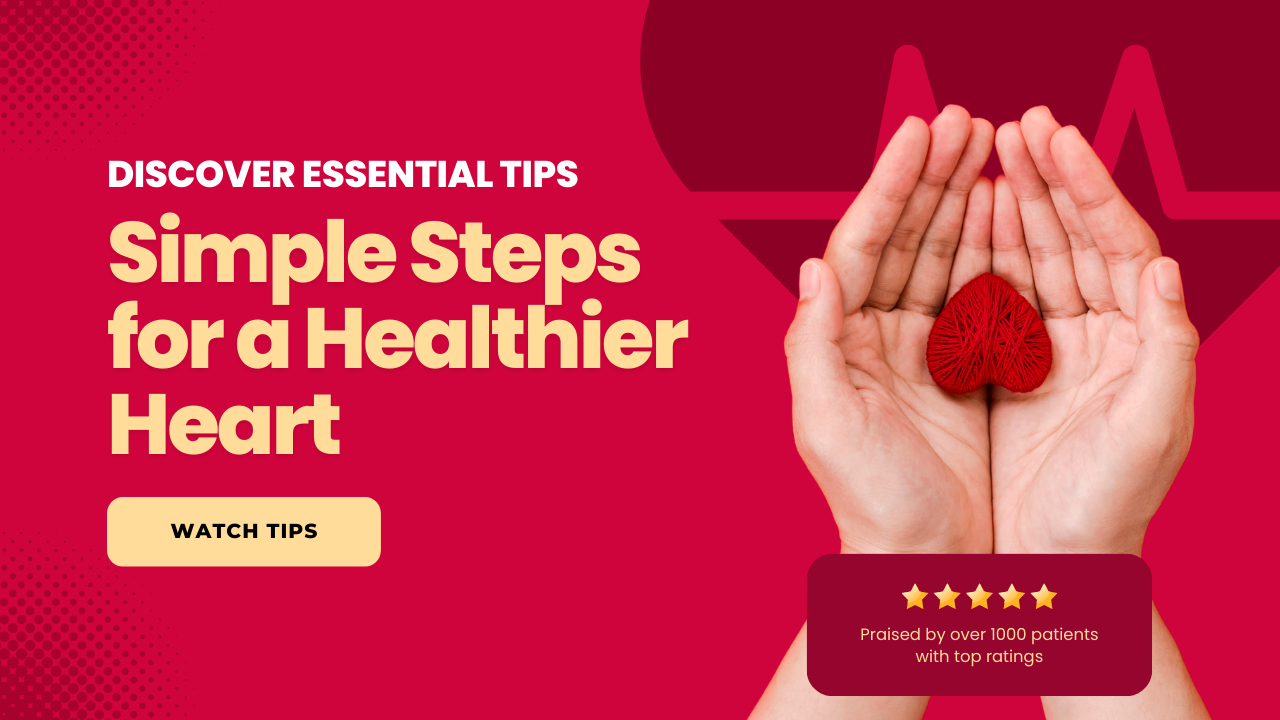 DISCOVER ESSENTIAL TIPS
Simple Steps
for a Healthier
Heart
WATCH TIPS
Praised by over 1000 patients
with top ratings